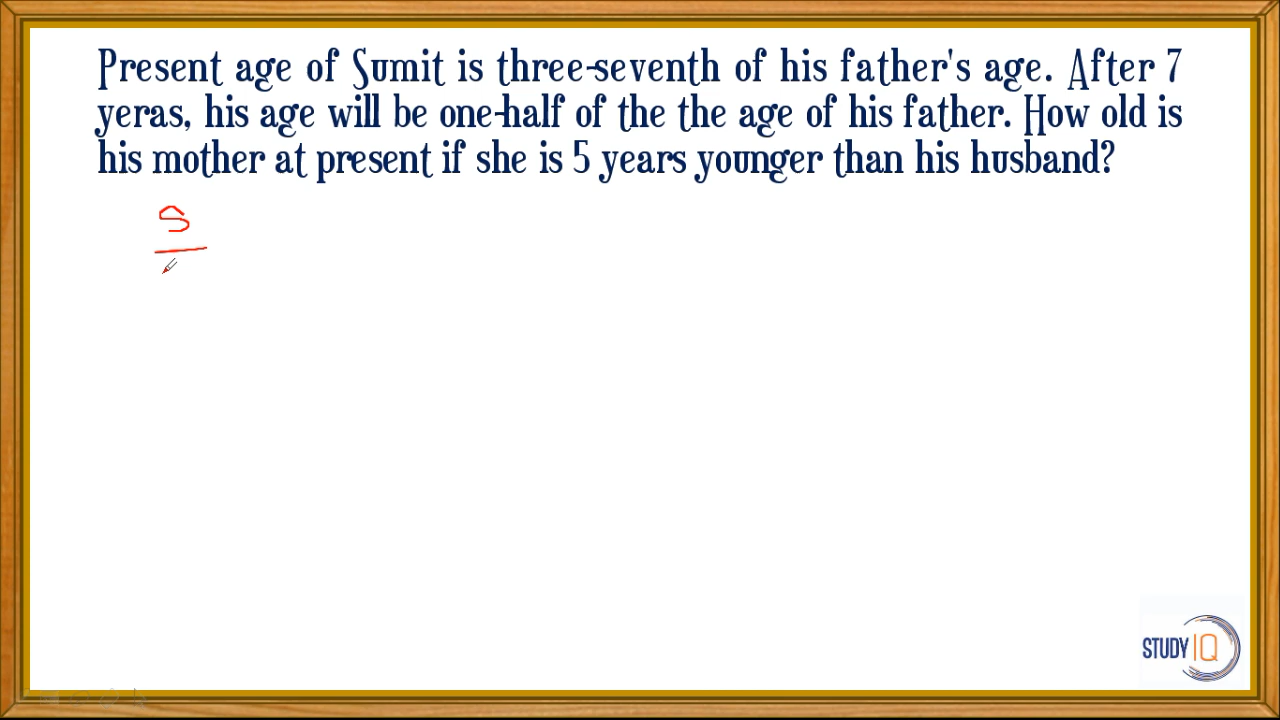 Present age of Sumit is three-seventh of his father's age. After 7
yeras, his age will be one-half of the the age of his father. How old is
his mother at present if she is 5 years younger than his husband?
S
STUDY IQ